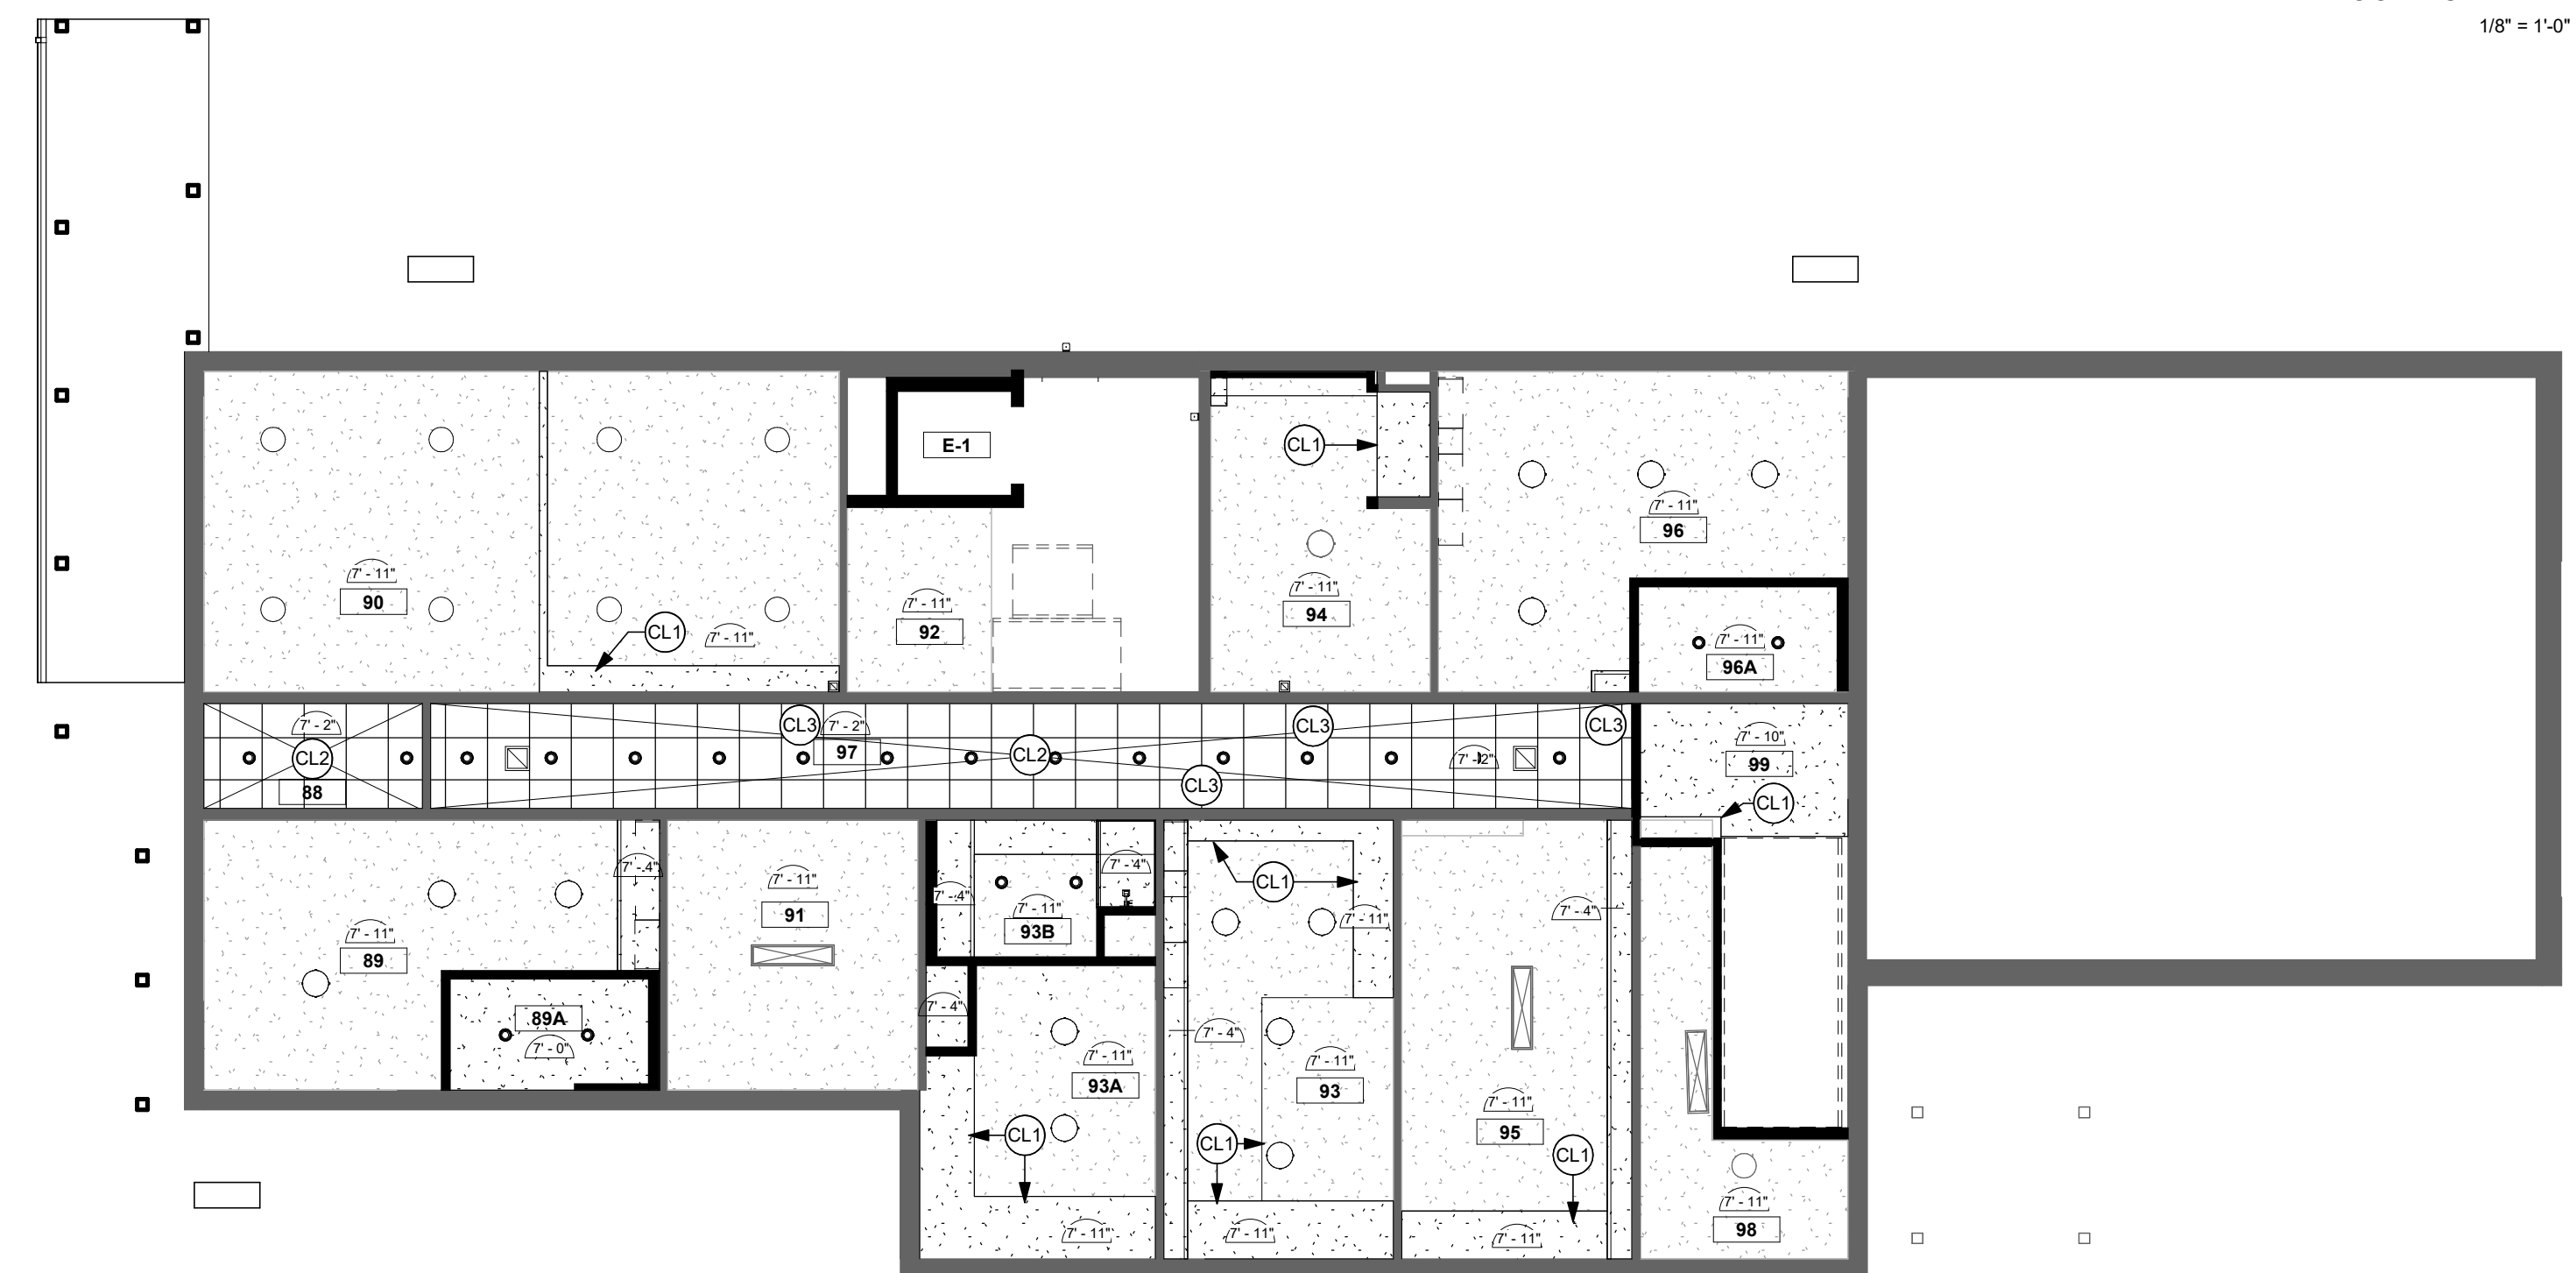 1/8" = 1'-0"
CL1
E-1
7' - 11"
96
7' - 11"
90
7' - 11"
92
7' - 11"
94
CL1
7' - 11"
7' - 11"
96A
7' - 2"
CL2
88
CL3
7' - 2"
97
CL2
CL3
CL3
CL3
7' - 10"
99
CL1
7' - 4"
7' - 11"
91
7' - 4"
7' - 11"
93B
7' - 4"
CL1
7' - 11"
7' - 4"
7' - 11"
89
89A
7' - 0"
7' - 4"
7' - 11"
93A
CL1
7' - 11"
7' - 4"
7' - 11"
93
CL1
7' - 11"
7' - 11"
95
CL1
7' - 11"
7' - 11"
98